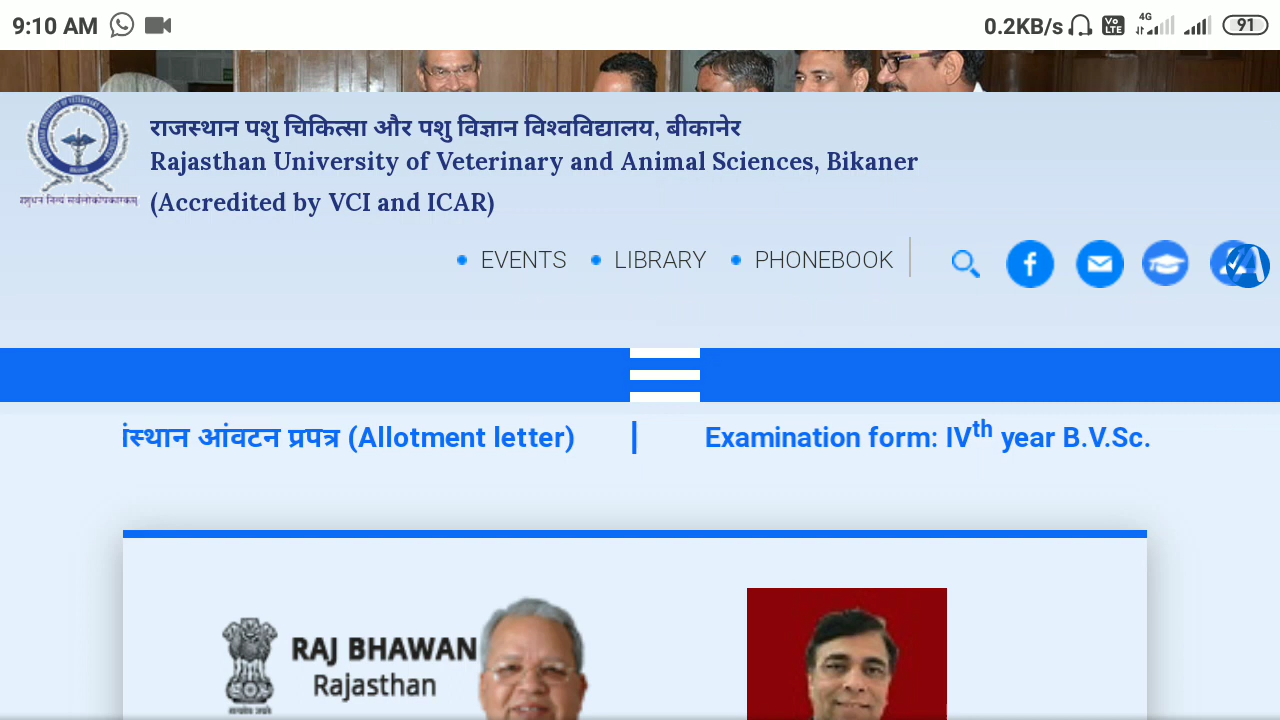 9:10 AM 0.2KB/s Vo LTE 4G 91
राजस्थान पशु चिकित्सा और पशु विज्ञान विश्वविद्यालय, बीकानेर
Rajasthan University of Veterinary and Animal Sciences, Bikaner
(Accredited by VCI and ICAR)
EVENTS LIBRARY PHONEBOOK
आंवटन प्रपत्र (Allotment letter) | Examination form: IVth year B.V.Sc.
RAJ BHAWAN
Rajasthan